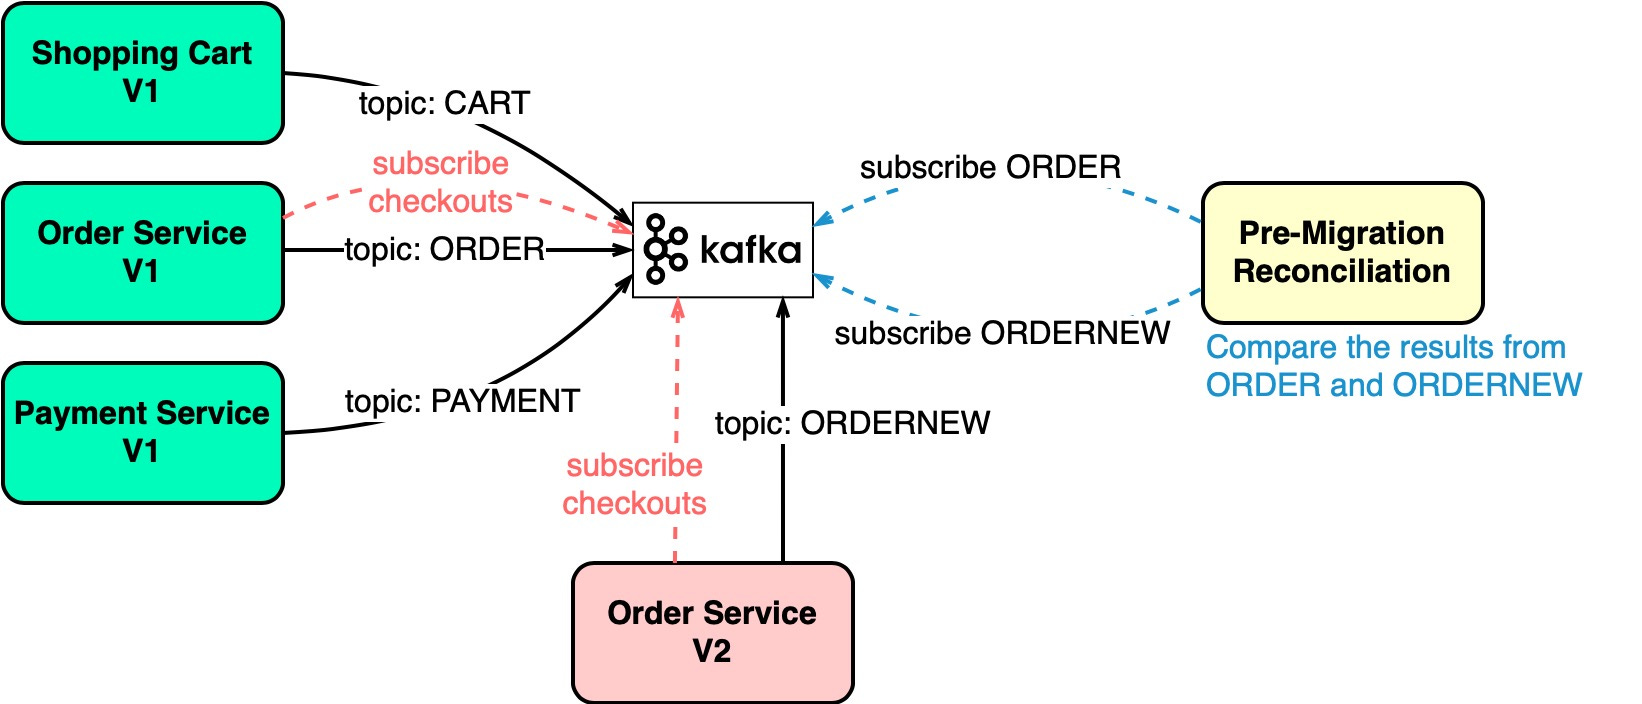 Shopping Cart
V1
topic: CART
subscribe
checkouts
Order Service
V1
topic: ORDER
kafka
subscribe ORDER
Pre-Migration
Reconciliation
subscribe ORDERNEW
Compare the results from
ORDER and ORDERNEW
Payment Service
V1
topic: PAYMENT
topic: ORDERNEW
subscribe
checkouts
Order Service
V2